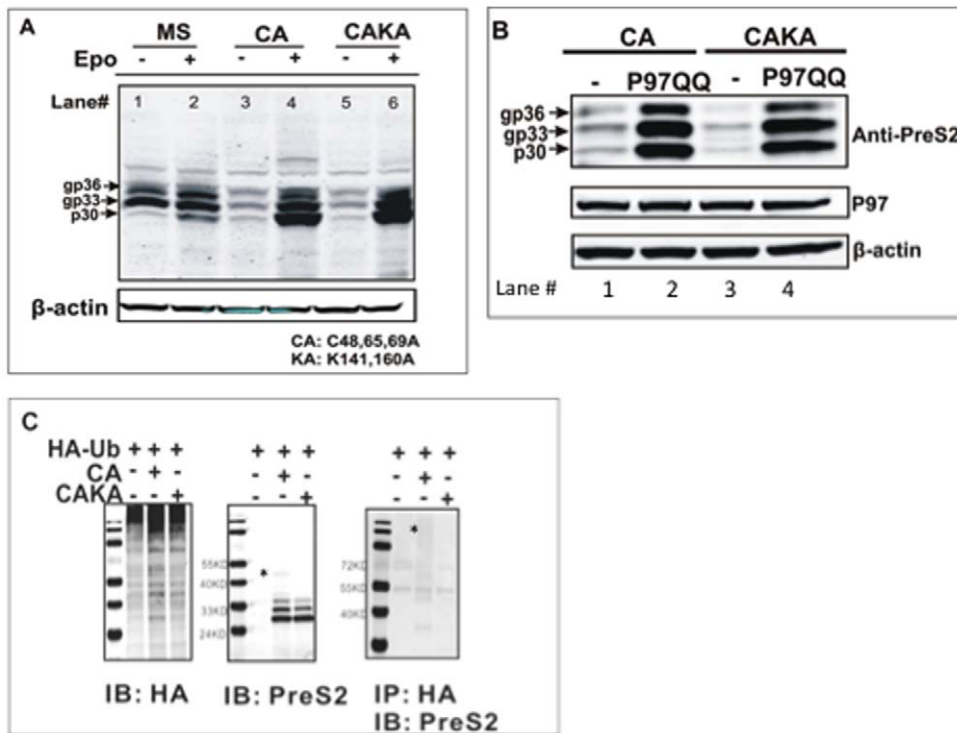 A
MS CA CAKA
Epo - + - + - +
Lane# 1 2 3 4 5 6
gp36
gp33
p30
β-actin
CA: C48,65,69A
KA: K141,160A
B
CA CAKA
- P97QQ - P97QQ
gp36
gp33
p30
Anti-PreS2
P97
β-actin
Lane # 1 2 3 4
C
HA-Ub + + + + + + + + +
CA - + - - + - - + -
CAKA - - + - - + - - +
55KD
40KD
33KD
24KD
*
72KD
55KD
40KD
*
IB: HA
IB: PreS2
IP: HA
IB: PreS2